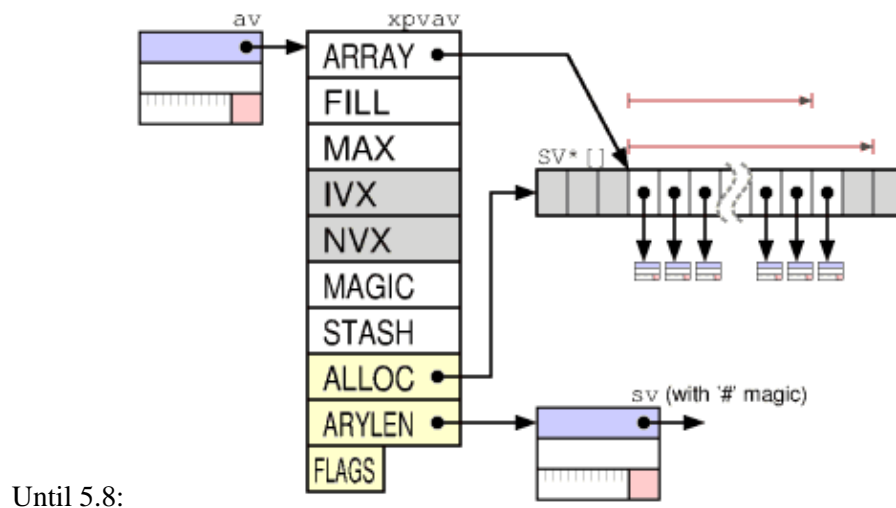 av
xpvav
ARRAY
FILL
MAX
SV*[]
IVX
NVX
MAGIC
STASH
ALLOC
sv (with '#' magic)
ARYLEN
FLAGS
Until 5.8: